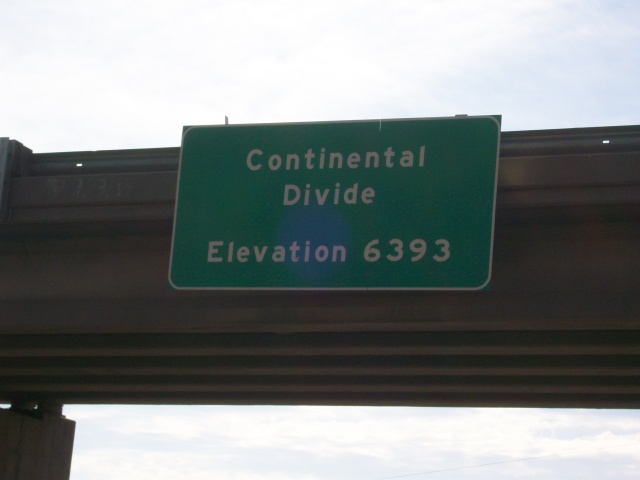 Continental
Divide
Elevation 6393